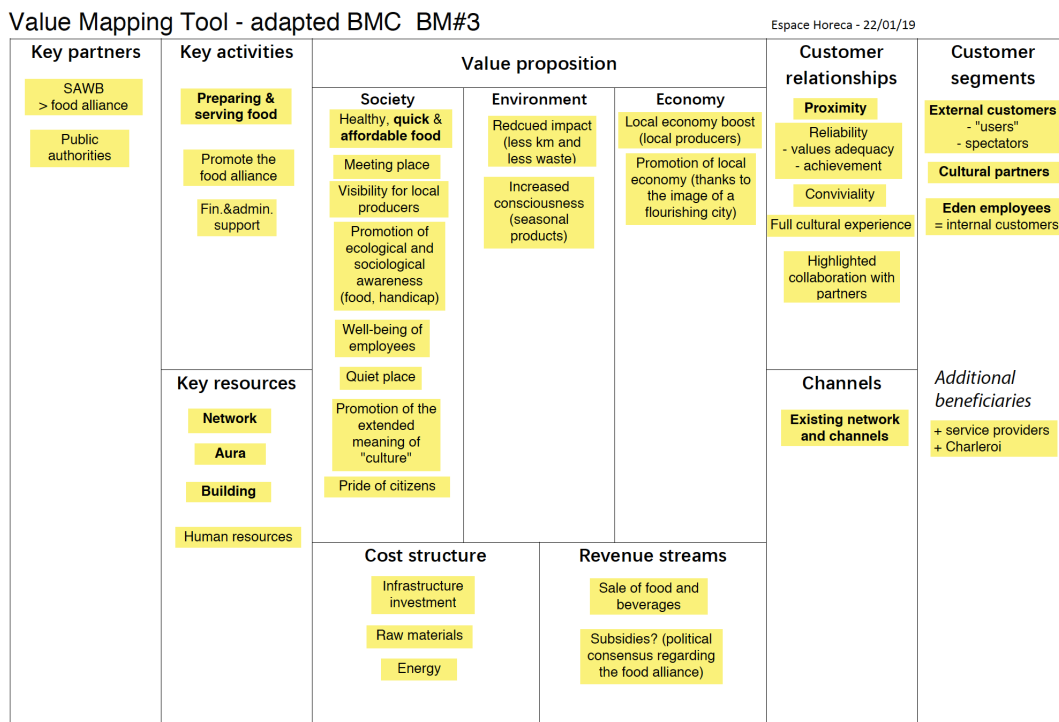 Value Mapping Tool - adapted BMC  BM#3
Espace Horeca - 22/01/19
Key partners
SAWB
> food alliance
Public
authorities
Key activities
Preparing &
serving food
Promote the
food alliance
Fin.&admin.
support
Key resources
Network
Aura
Building
Human resources
Value proposition
Society
Healthy, quick &
affordable food
Meeting place
Visibility for local
producers
Promotion of
ecological and
sociological
awareness
(food, handicap)
Well-being of
employees
Quiet place
Promotion of the
extended
meaning of
"culture"
Pride of citizens
Environment
Redcued impact
(less km and
less waste)
Increased
consciousness
(seasonal
products)
Economy
Local economy boost
(local producers)
Promotion of local
economy (thanks to
the image of a
flourishing city)
Customer
relationships
Proximity
Reliability
- values adequacy
- achievement
Conviviality
Full cultural experience
Highlighted
collaboration with
partners
Channels
Existing network
and channels
Customer
segments
External customers
- "users"
- spectators
Cultural partners
Eden employees
= internal customers
Additional
beneficiaries
+ service providers
+ Charleroi
Cost structure
Infrastructure
investment
Raw materials
Energy
Revenue streams
Sale of food and
beverages
Subsidies? (political
consensus regarding
the food alliance)